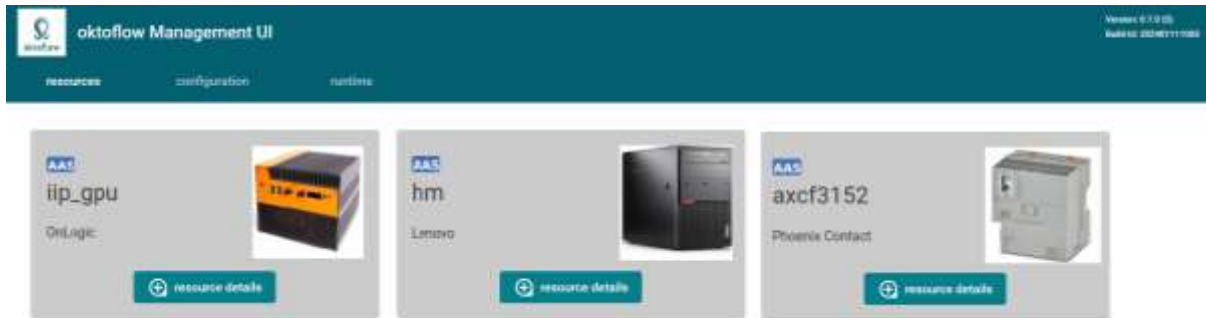 oktoflow
oktoflow Management UI
resources
configuration
runtime
AAS
iip_gpu
OnLogic
resource details
AAS
hm
Lenovo
resource details
AAS
axcf3152
Phoenix Contact
resource details